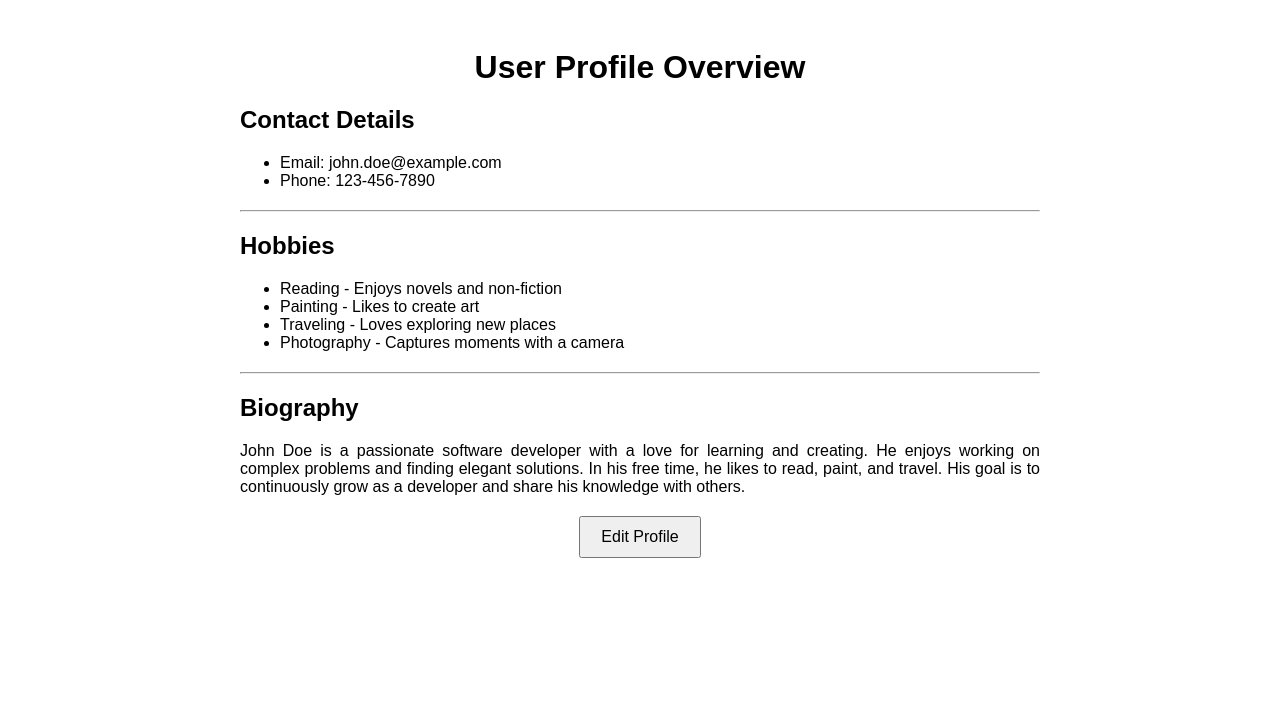 User Profile Overview
Contact Details
Email: john.doe@example.com
Phone: 123-456-7890
Hobbies
Reading - Enjoys novels and non-fiction
Painting - Likes to create art
Traveling - Loves exploring new places
Photography - Captures moments with a camera
Biography
John Doe is a passionate software developer with a love for learning and creating. He enjoys working on
complex problems and finding elegant solutions. In his free time, he likes to read, paint, and travel. His goal is to
continuously grow as a developer and share his knowledge with others.
Edit Profile